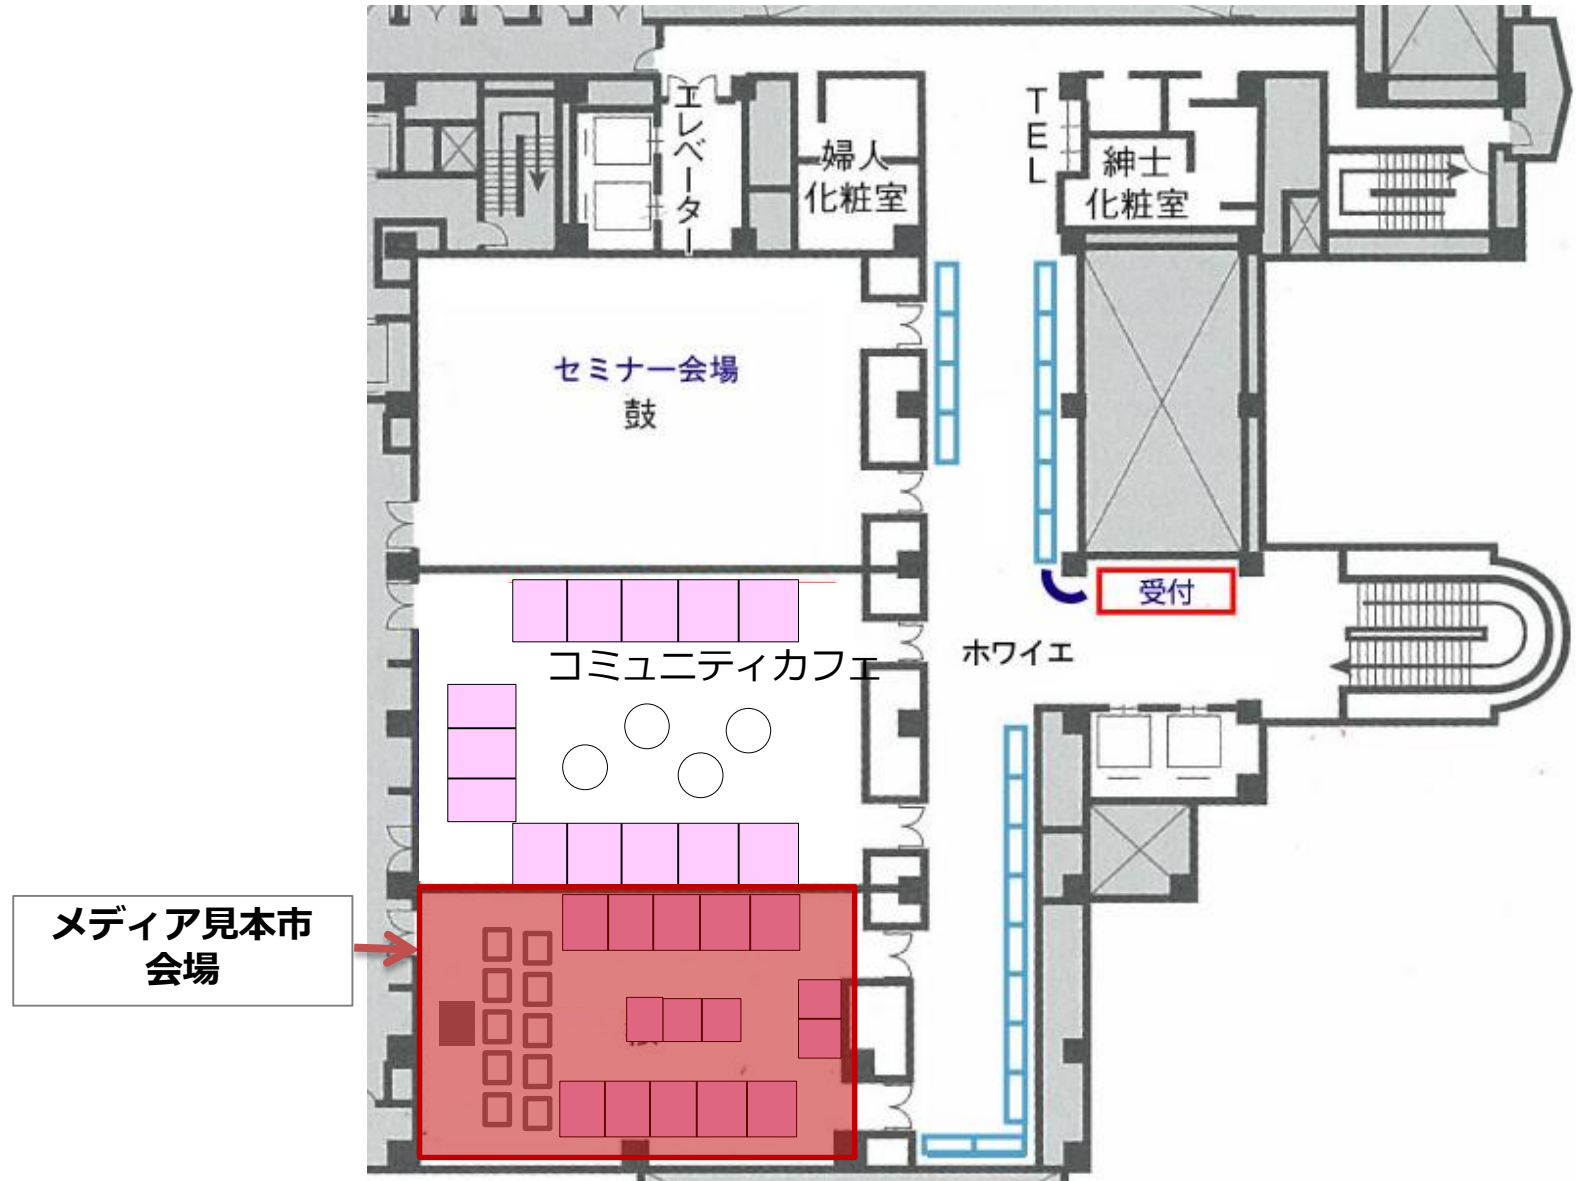 エレベーター
婦人
化粧室
TEL
紳士
化粧室
セミナー会場
鼓
受付
コミュニティカフェ
ホワイエ
メディア見本市
会場